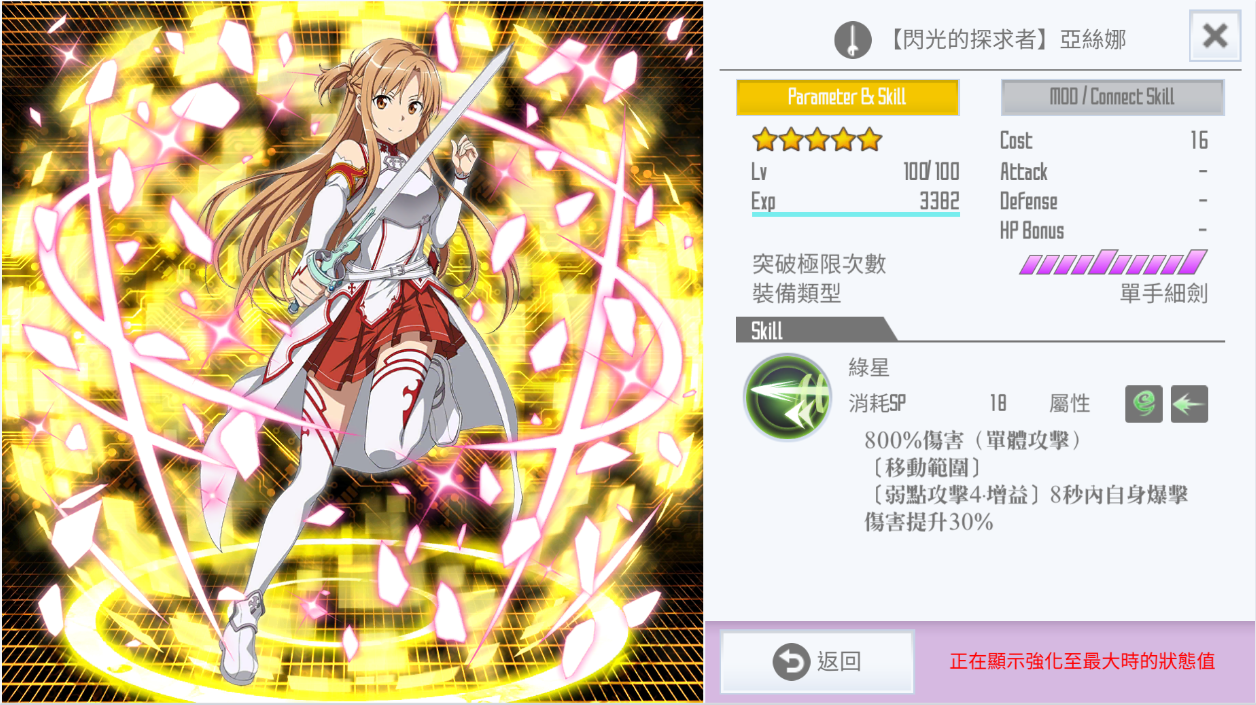 【閃光的探求者】亞絲娜
Parameter & Skill
MOD / Connect Skill
Lv 100/100
Exp 3382
Cost 16
Attack -
Defense -
HP Bonus -
突破極限次數
裝備類型 單手細劍
Skill
綠星
消耗SP 18 屬性
800%傷害（單體攻擊）
〔移動範圍〕
〔弱點攻擊4·增益〕8秒內自身爆擊
傷害提升30%
返回
正在顯示強化至最大時的狀態值